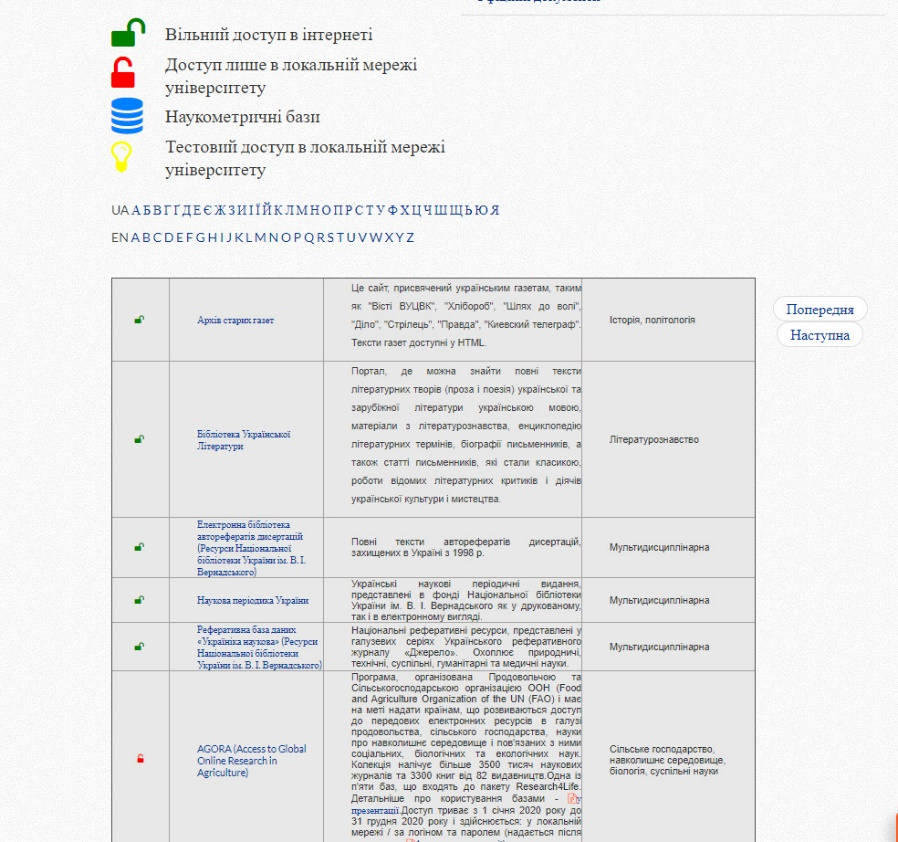 Вільний доступ в інтернеті
Доступ лише в локальній мережі
університету
Наукометричні бази
Тестовий доступ в локальній мережі
університету
UA А Б В Г Ґ Д Е Є Ж З И І Ї Й К Л М Н О П Р С Т У Ф Х Ц Ч Ш Щ Ь Ю Я
EN A B C D E F G H I J K L M N O P Q R S T U V W X Y Z
Попередня
Наступна
Архів старих газет
Це сайт, присвячений українським газетам, таким
як "Вісті ВУЦВК", "Хлібороб", "Шлях до волі",
"Діло", "Стрілець", "Правда", "Киевский телеграф".
Тексти газет доступні у HTML.
Історія, політологія
Бібліотека Української
Літератури
Портал, де можна знайти повні тексти
літературних творів (проза і поезія) української та
зарубіжної літератури українською мовою,
матеріали з літературознавства, енциклопедію
літературних термінів, біографії письменників, а
також статті письменників, які стали класикою,
роботи відомих літературних критиків і діячів
української культури і мистецтва.
Літературознавство
Електронна бібліотека
авторефератів дисертацій
(Ресурси Національної
бібліотеки України ім. В. І.
Вернадського)
Повні тексти авторефератів дисертацій,
захищених в Україні з 1998 р.
Мультидисциплінарна
Наукова періодика України
Українські наукові періодичні видання,
представлені в фонді Національної бібліотеки
України ім. В. І. Вернадського як у друкованому,
так і в електронному вигляді.
Мультидисциплінарна
Реферативна база даних
«Україніка наукова» (Ресурси
Національної бібліотеки
України ім. В. І. Вернадського)
Національні реферативні ресурси, представлені у
галузевих серіях Українського реферативного
журналу «Джерело». Охоплює природничі,
технічні, суспільні, гуманітарні та медичні науки.
Мультидисциплінарна
AGORA (Access to Global
Online Research in
Agriculture)
Програма, організована Продовольчою та
Сільськогосподарською організацією ООН (Food
and Agriculture Organization of the UN (FAO) і має
на меті надати країнам, що розвиваються доступ
до передових електронних ресурсів в галузі
продовольства, сільського господарства, науки
про навколишнє середовище і пов'язаних з ними
соціальних, біологічних та екологічних наук.
Колекція налічує більше 3500 тисяч наукових
журналів та 3300 книг від 82 видавництв.Одна із
п'яти баз, що входять до пакету Research4Life.
Детальніше про користування базами - у
презентації.Доступ триває з 1 січня 2020 року до
31 грудня 2020 року і здійснюється: у локальній
мережі / за логіном та паролем (надається після
Сільське господарство,
навколишнє середовище,
біологія, суспільні науки